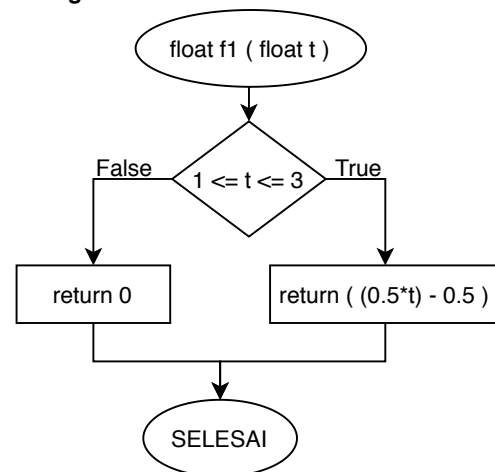 float f1 ( float t )
False
1 <= t <= 3
True
return 0
return ( (0.5*t) - 0.5 )
SELESAI